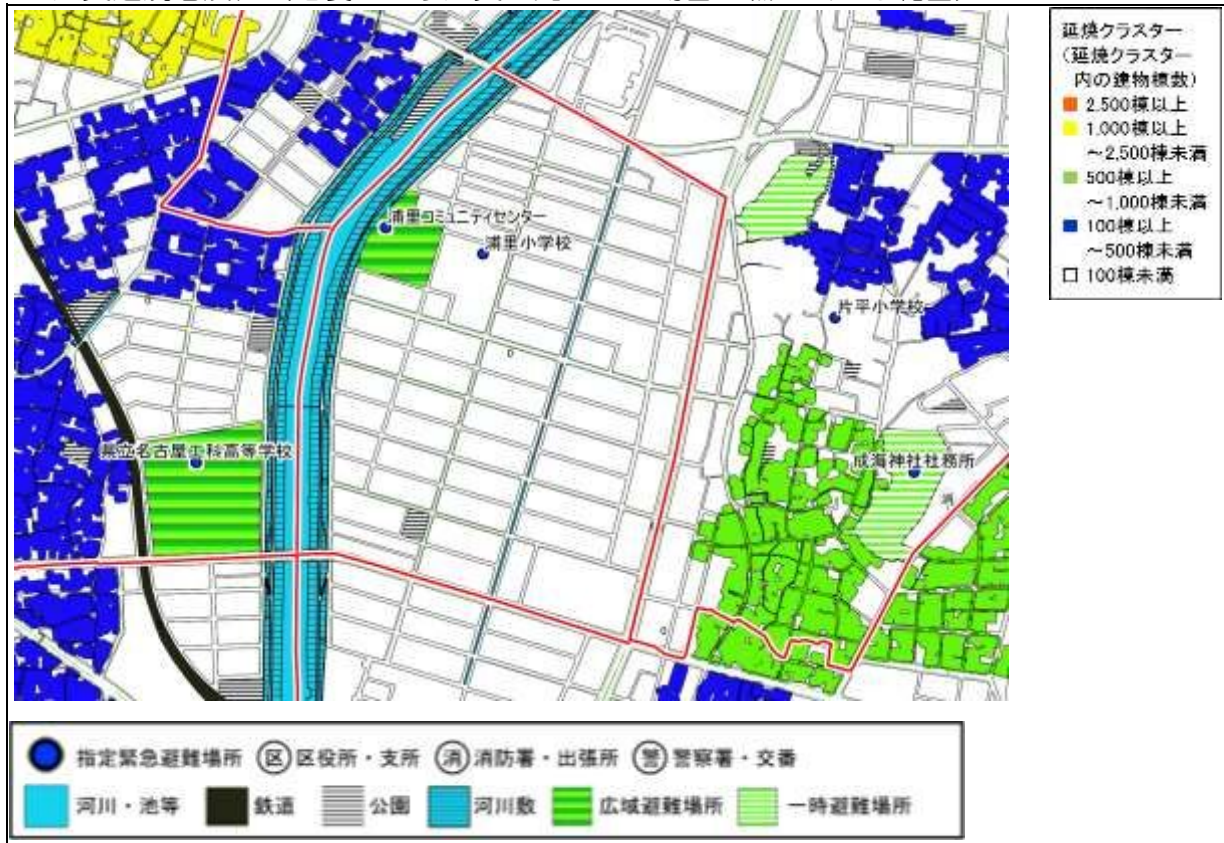 延焼クラスター
（延焼クラスター
内の建物棟数）
2,500棟以上
1,000棟以上
～2,500棟未満
500棟以上
～1,000棟未満
100棟以上
～500棟未満
100棟未満
浦里コミュニティセンター
浦里小学校
片平小学校
県立名古屋工科高等学校
成海神社社務所
消
指定緊急避難場所
区 区役所・支所
消 消防署・出張所
警 警察署・交番
河川・池等
鉄道
公園
河川敷
広域避難場所
一時避難場所